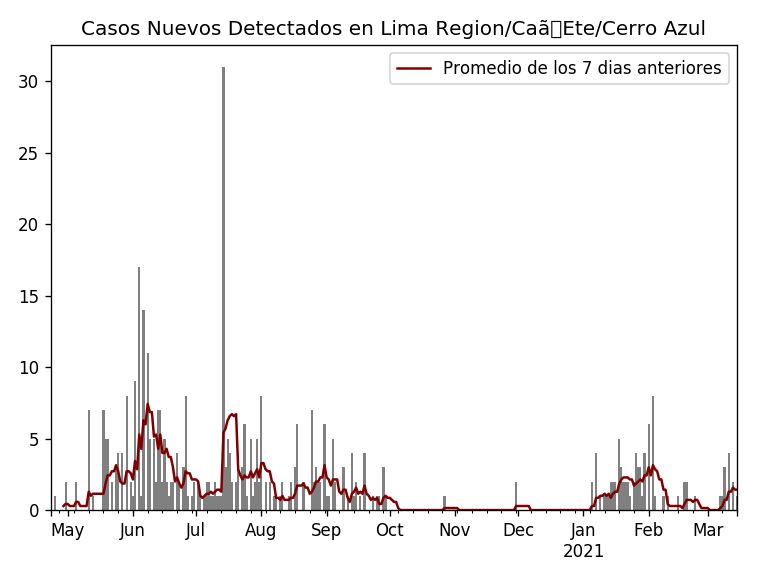 Casos Nuevos Detectados en Lima Region/Caã▯Ete/Cerro Azul
Promedio de los 7 dias anteriores
30
25
20
15
10
5
0
May Jun Jul Aug Sep Oct Nov Dec Jan Feb Mar
2021